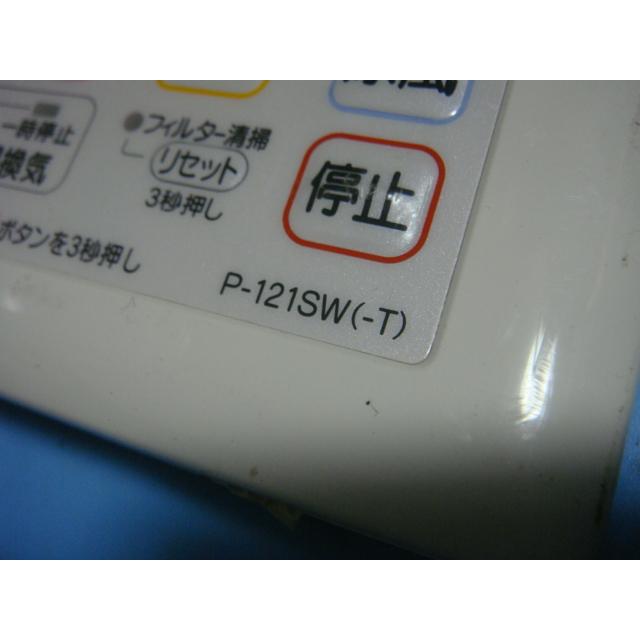 一時停止
換気
フィルター清掃
リセット
3秒押し
停止
ボタンを3秒押し
P-121SW(-T)